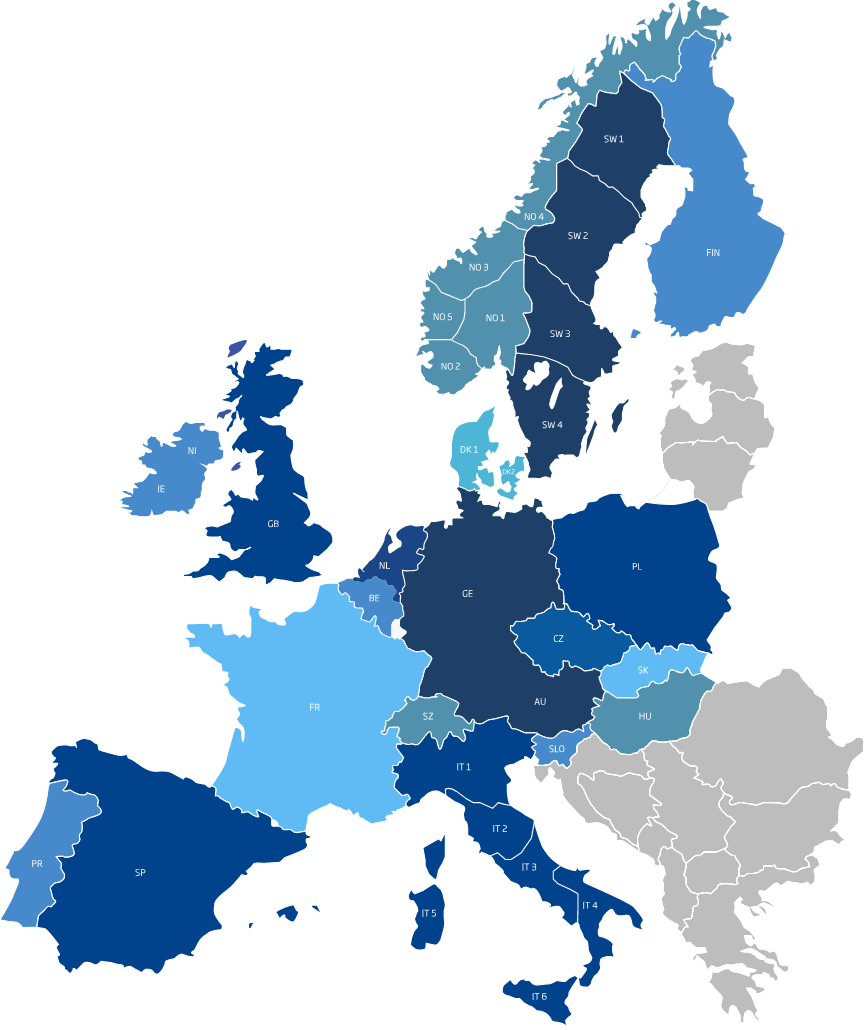 SW 1
NO 4
SW 2
FIN
NO 3
NO 5
NO 1
SW 3
NO 2
SW 4
DK 1
NI
DK2
IE
GB
NL
PL
GE
BE
CZ
SK
AU
FR
SZ
HU
SLO
IT 1
IT 2
PR
IT 3
SP
IT 4
IT 5
IT 6